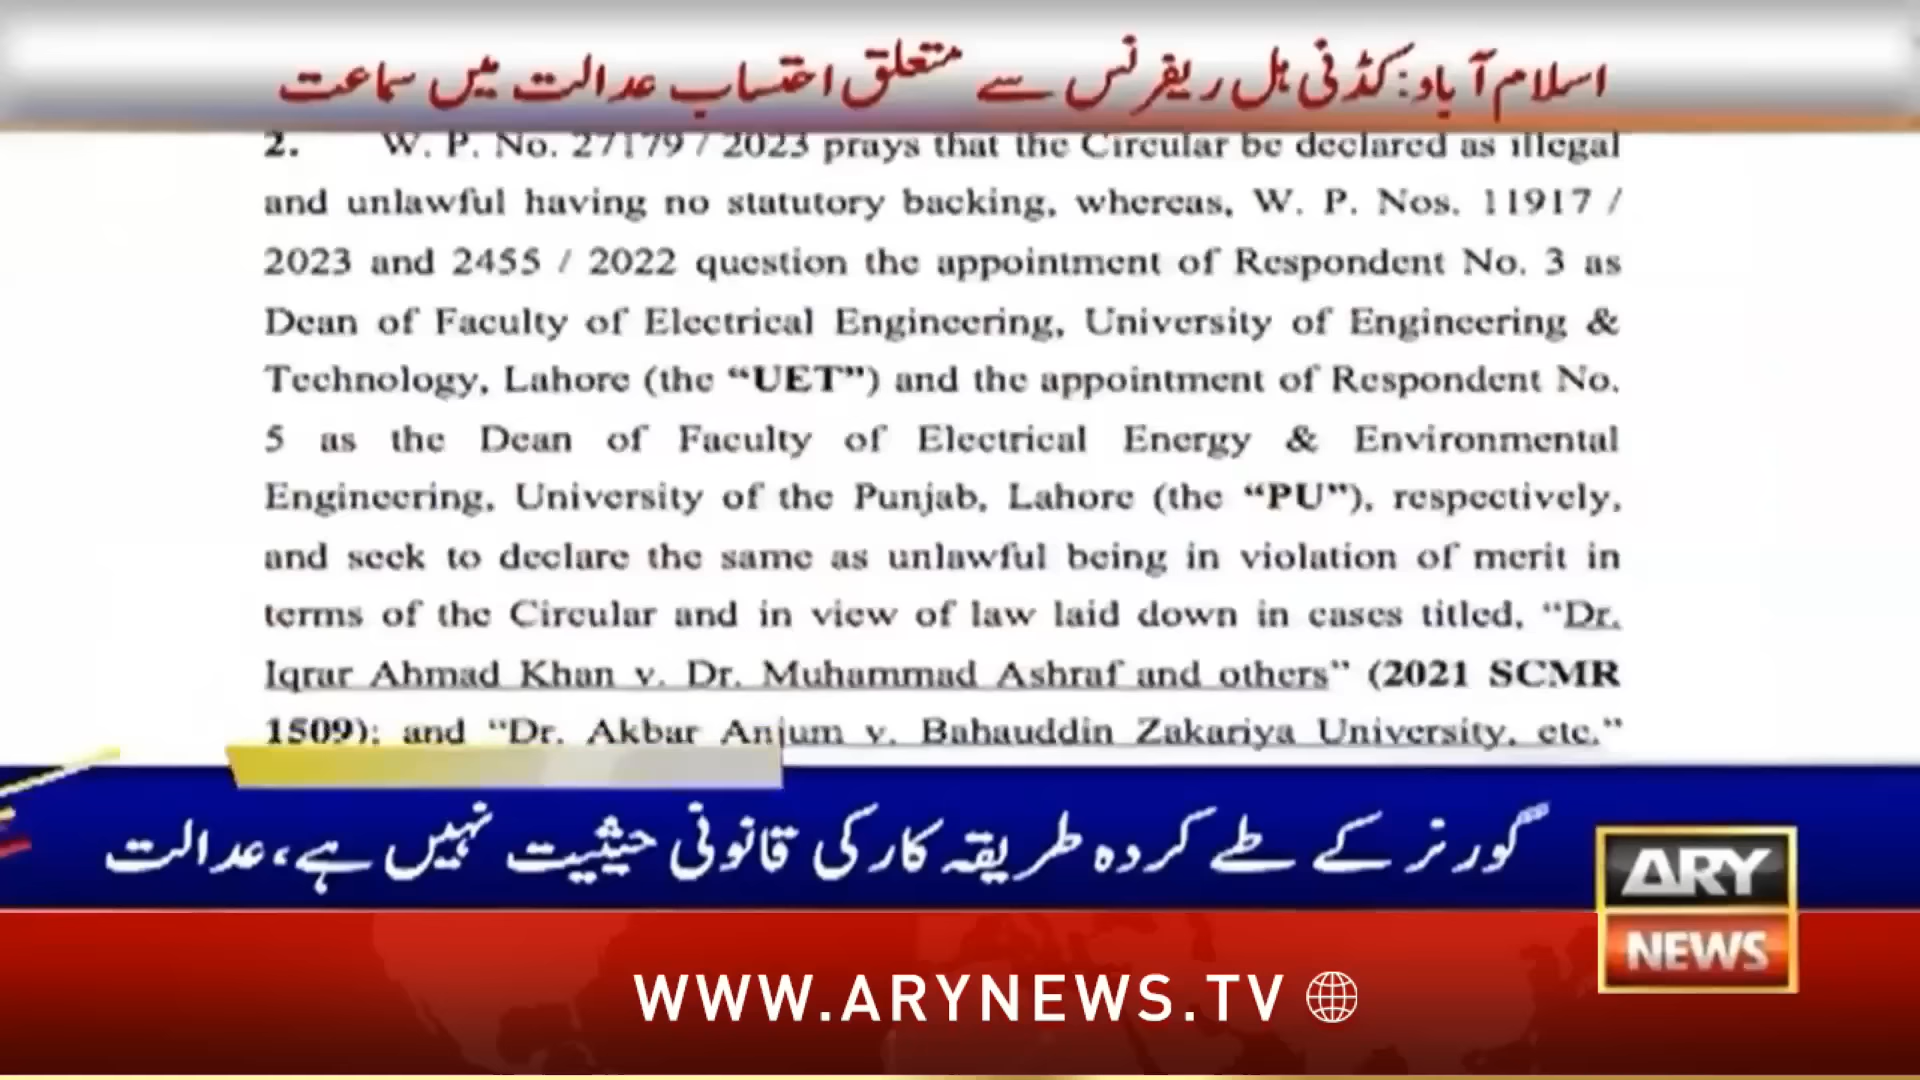 اسلام آباد: کڈنی ہل ریفرنس سے متعلق احتساب عدالت میں سماعت
2. W. P. No. 27179 / 2023 prays that the Circular be declared as illegal
and unlawful having no statutory backing, whereas, W. P. Nos. 11917 /
2023 and 2455 / 2022 question the appointment of Respondent No. 3 as
Dean of Faculty of Electrical Engineering, University of Engineering &
Technology, Lahore (the “UET”) and the appointment of Respondent No.
5 as the Dean of Faculty of Electrical Energy & Environmental
Engineering, University of the Punjab, Lahore (the “PU”), respectively,
and seek to declare the same as unlawful being in violation of merit in
terms of the Circular and in view of law laid down in cases titled, “Dr.
Iqrar Ahmad Khan v. Dr. Muhammad Ashraf and others” (2021 SCMR
1509); and “Dr. Akbar Anjum v. Bahauddin Zakariya University, etc.”
گورنر کے طے کردہ طریقہ کار کی قانونی حیثیت نہیں ہے، عدالت
ARY
NEWS
WWW.ARYNEWS.TV